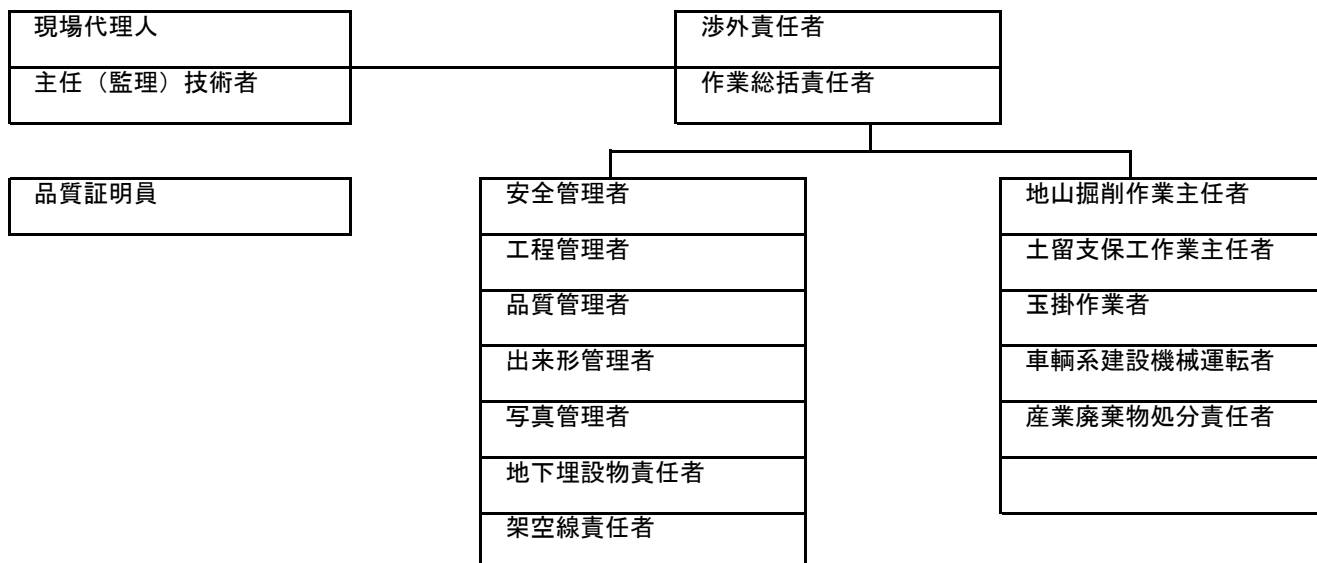 現場代理人
主任（監理）技術者
渉外責任者
作業総括責任者
品質証明員
安全管理者
工程管理者
品質管理者
出来形管理者
写真管理者
地下埋設物責任者
架空線責任者
地山掘削作業主任者
土留支保工作業主任者
玉掛作業者
車輌系建設機械運転者
産業廃棄物処分責任者